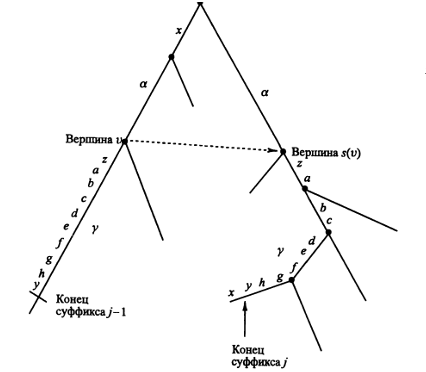 x
α
α
Вершина υ
Вершина s(υ)
z
a
b
c
d
e
γ
f
g
h
y
z
a
b
c
d
e
γ
f
g
h
y
x
Конец
суффикса j–1
Конец
суффикса j